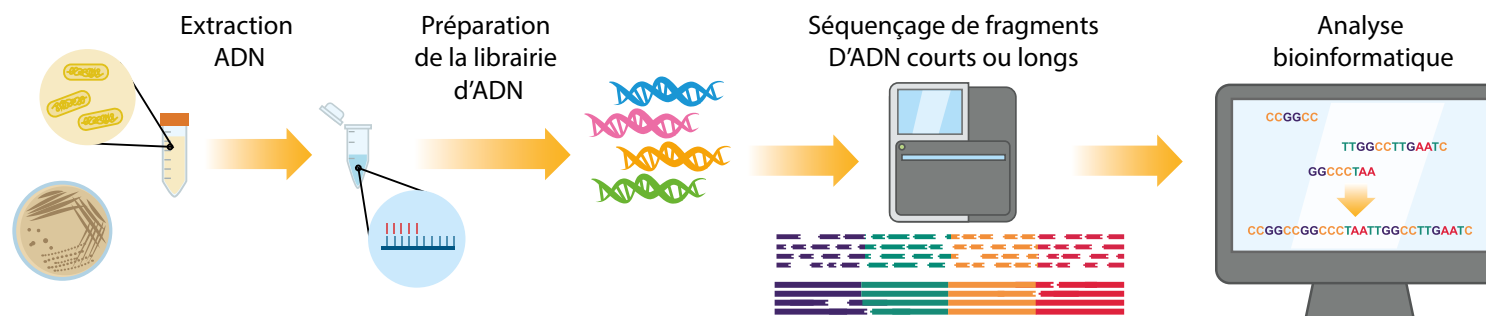 Extraction
ADN
Préparation
de la librairie
d'ADN
Séquençage de fragments
D'ADN courts ou longs
Analyse
bioinformatique
CCGGCC
TTGGCCTTGAATC
GGCCCTAA
CCGGCCGGCCCTAATTGGCCTTGAATC